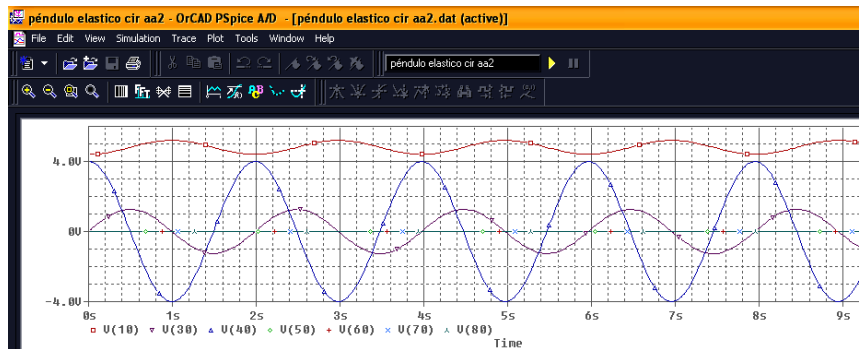 péndulo elastico cir aa2 - OrCAD PSpice A/D - [péndulo elastico cir aa2.dat (active)]
File Edit View Simulation Trace Plot Tools Window Help
péndulo elastico cir aa2
4.0V
0V
-4.0V
0s 1s 2s 3s 4s 5s 6s 7s 8s 9s
V(10) V(30) V(40) V(50) V(60) V(70) V(80)
Time